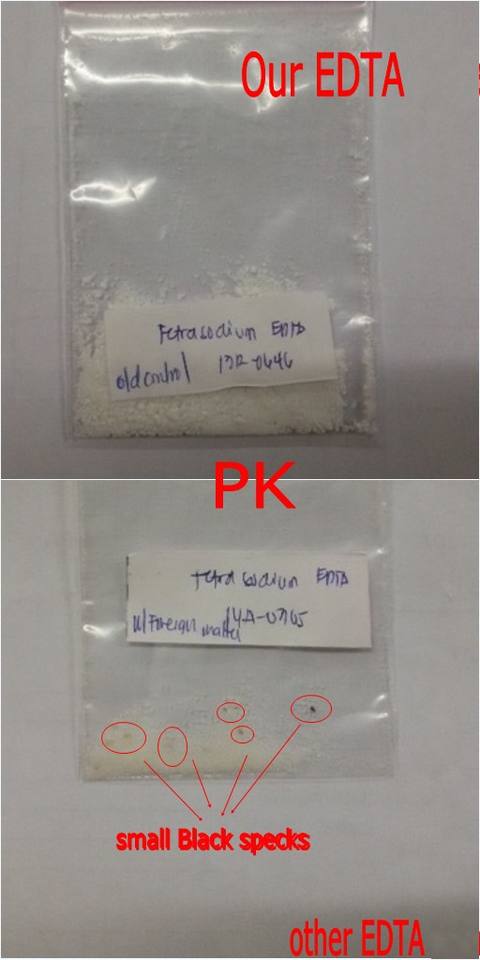 Our EDTA
Tetrasodium EDTA
old control 13R-0646
PK
Tetrasodium EDTA
W/Foreign matter 14A-0705
small Black specks
other EDTA